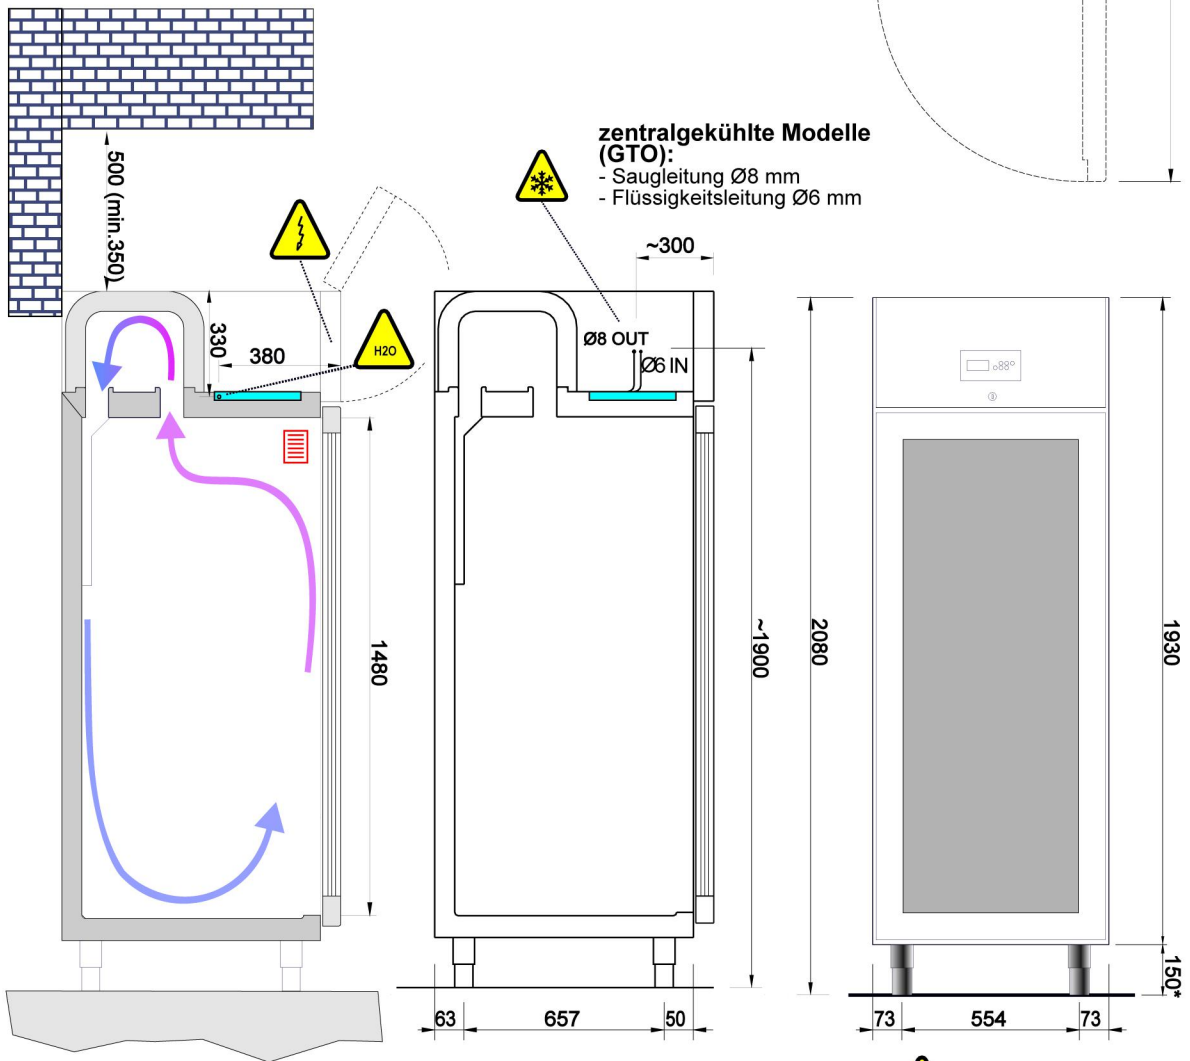 zentralgekühlte Modelle
(GTO):
- Saugleitung Ø8 mm
- Flüssigkeitsleitung Ø6 mm
500 (min.350)
~300
330
380
H2O
Ø8 OUT
Ø6 IN
1480
~1900
2080
1930
150*
63
657
50
73
554
73